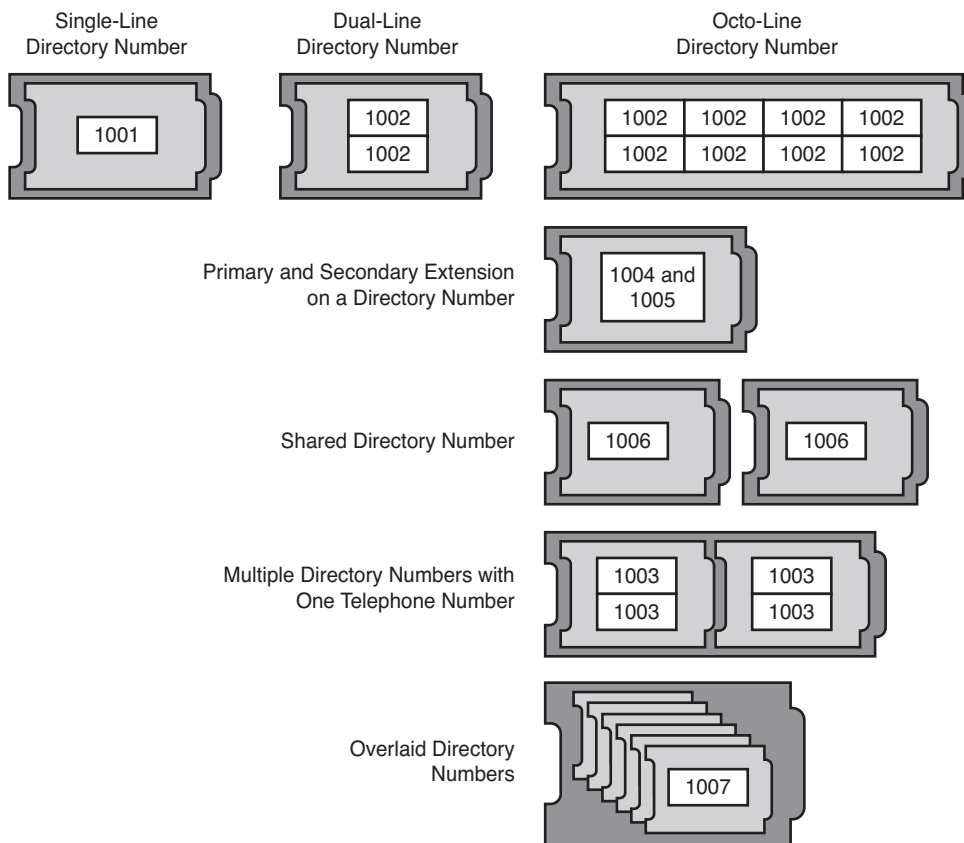 Single-Line
Directory Number
Dual-Line
Directory Number
Octo-Line
Directory Number
1001
1002
1002
1002 1002 1002 1002
1002 1002 1002 1002
Primary and Secondary Extension
on a Directory Number
1004 and
1005
Shared Directory Number
1006
1006
Multiple Directory Numbers with
One Telephone Number
1003
1003
1003
1003
Overlaid Directory
Numbers
1007